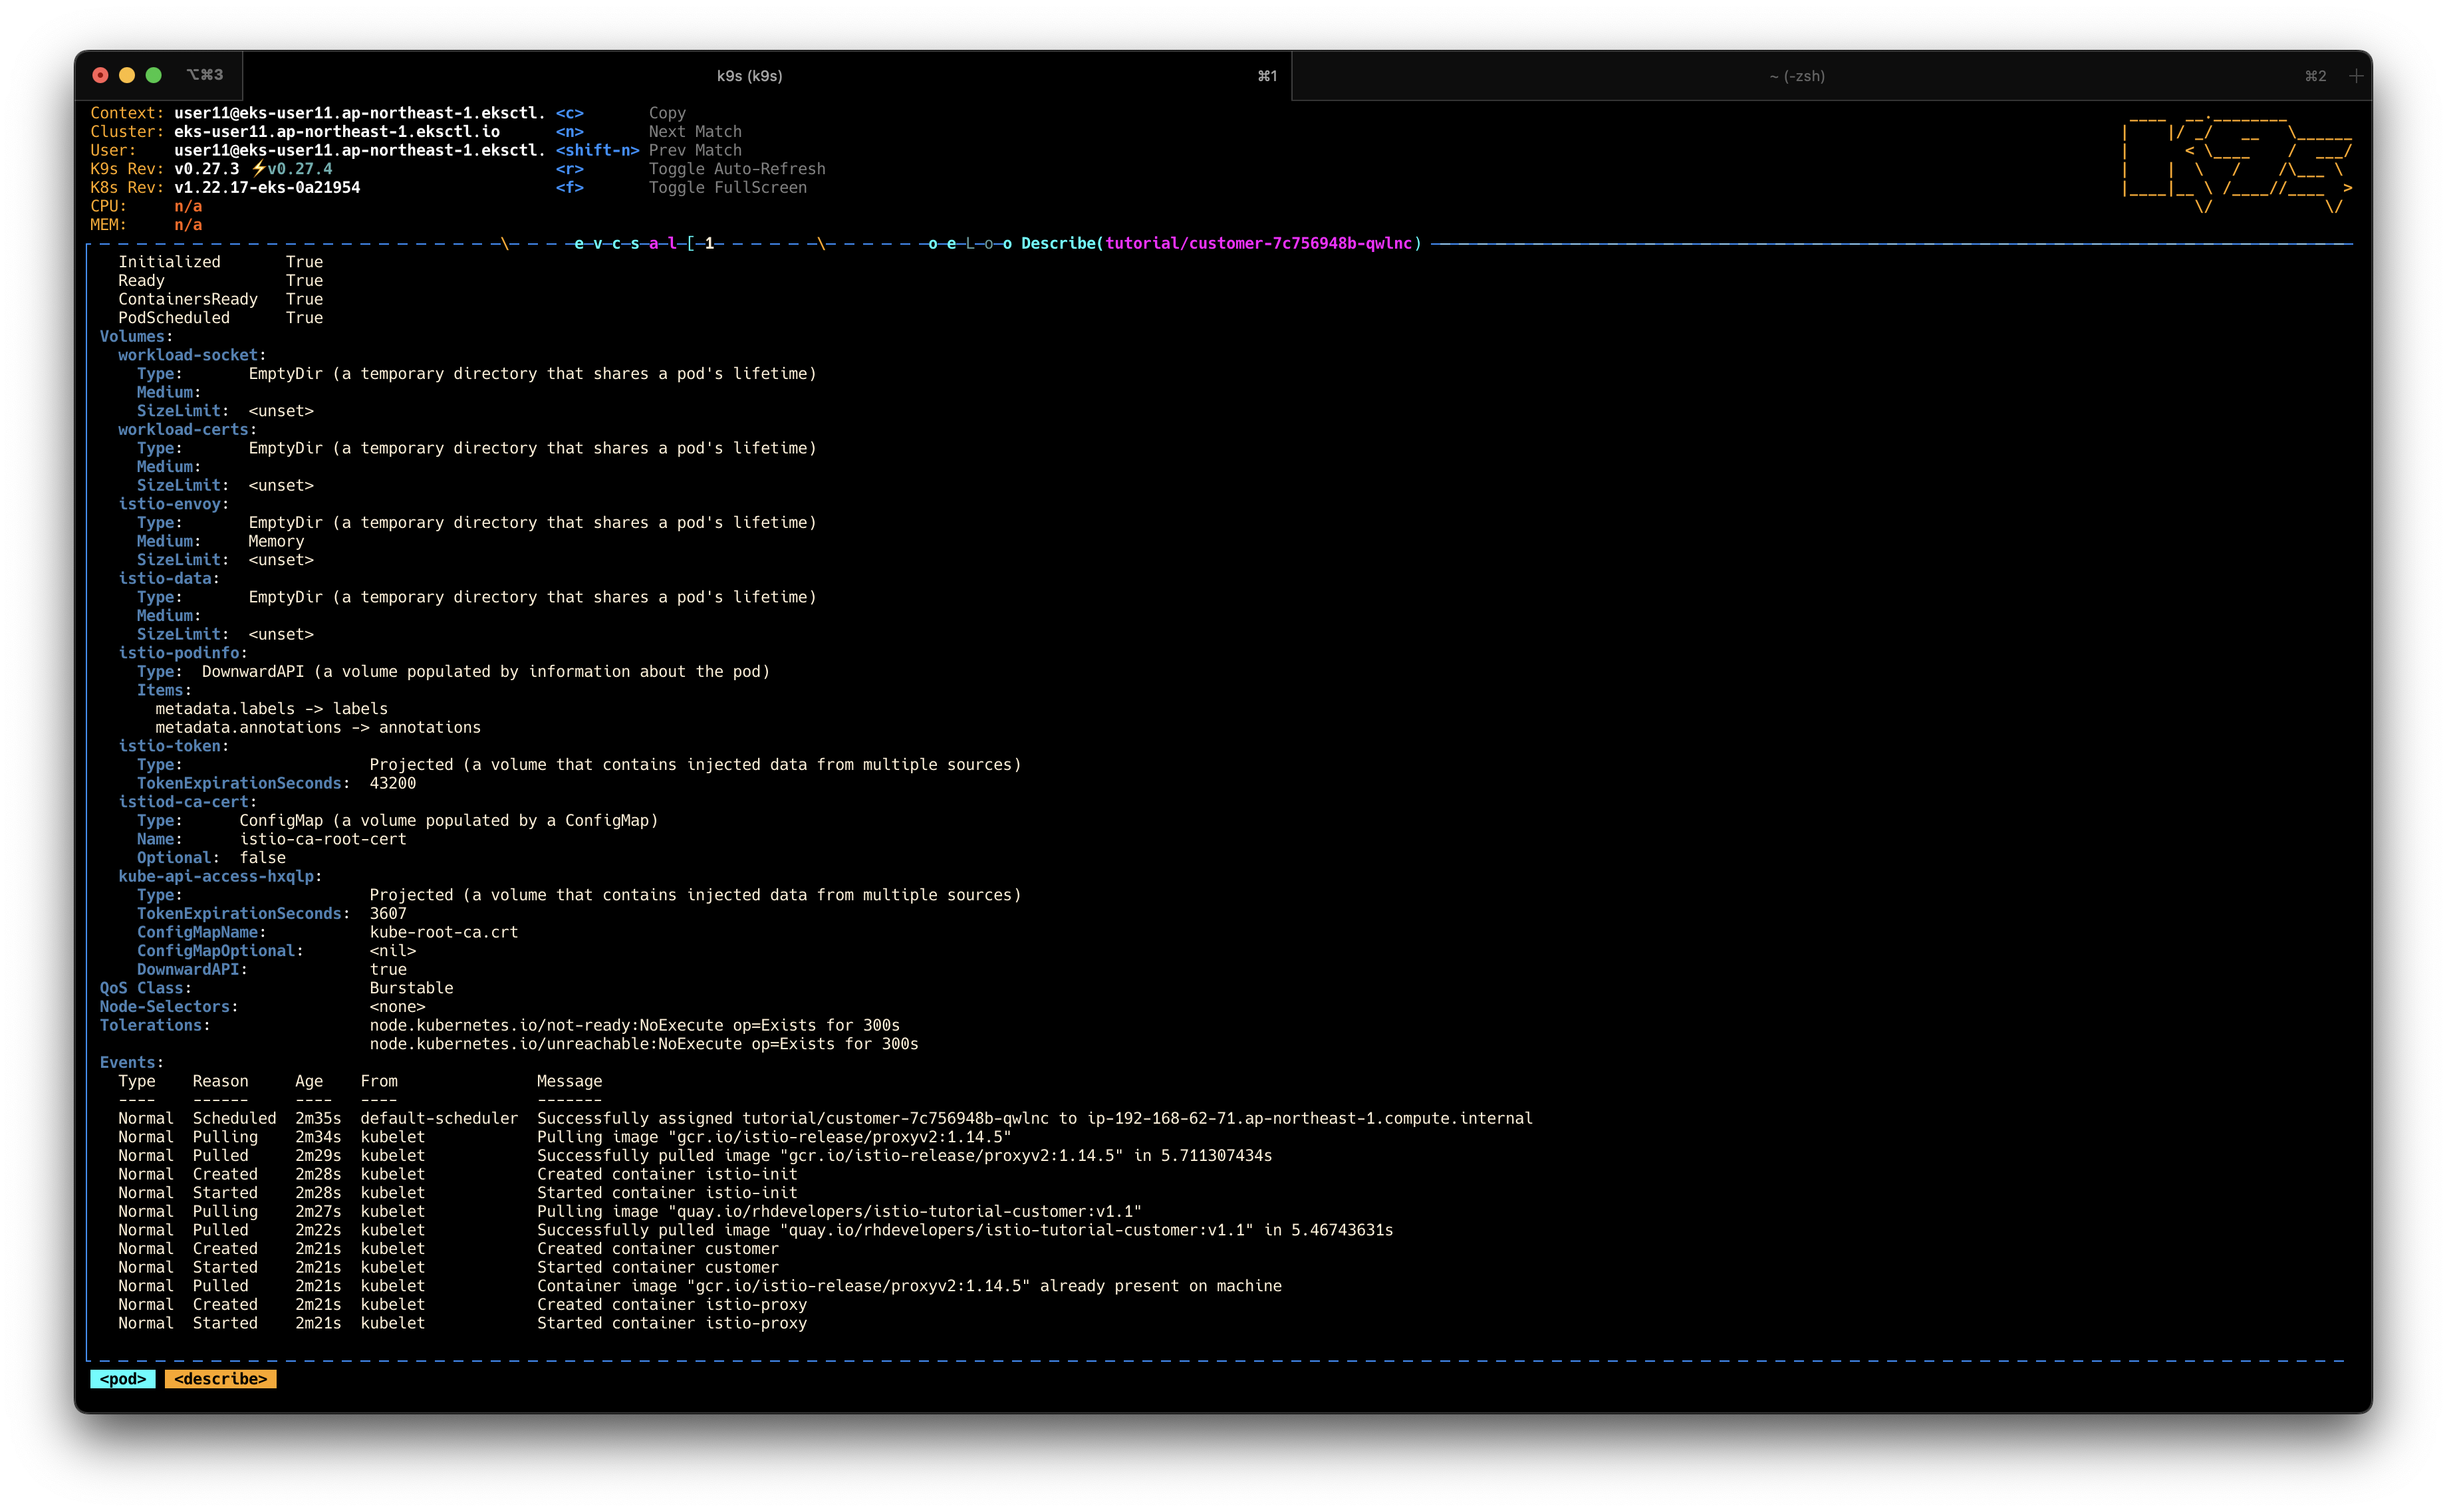 ⌥⌘3 k9s (k9s) ⌘1 ~ (-zsh) ⌘2 +
Context: user11@eks-user11.ap-northeast-1.eksctl. <c> Copy
Cluster: eks-user11.ap-northeast-1.eksctl.io <n> Next Match
User: user11@eks-user11.ap-northeast-1.eksctl. <shift-n> Prev Match
K9s Rev: v0.27.3 ⚡v0.27.4 <r> Toggle Auto-Refresh
K8s Rev: v1.22.17-eks-0a21954 <f> Toggle FullScreen
CPU: n/a
MEM: n/a
\ e v c s a l [ 1 \ o e L o o Describe(tutorial/customer-7c756948b-qwlnc)
Initialized True
Ready True
ContainersReady True
PodScheduled True
Volumes:
workload-socket:
Type: EmptyDir (a temporary directory that shares a pod's lifetime)
Medium:
SizeLimit: <unset>
workload-certs:
Type: EmptyDir (a temporary directory that shares a pod's lifetime)
Medium:
SizeLimit: <unset>
istio-envoy:
Type: EmptyDir (a temporary directory that shares a pod's lifetime)
Medium: Memory
SizeLimit: <unset>
istio-data:
Type: EmptyDir (a temporary directory that shares a pod's lifetime)
Medium:
SizeLimit: <unset>
istio-podinfo:
Type: DownwardAPI (a volume populated by information about the pod)
Items:
metadata.labels -> labels
metadata.annotations -> annotations
istio-token:
Type: Projected (a volume that contains injected data from multiple sources)
TokenExpirationSeconds: 43200
istiod-ca-cert:
Type: ConfigMap (a volume populated by a ConfigMap)
Name: istio-ca-root-cert
Optional: false
kube-api-access-hxqlp:
Type: Projected (a volume that contains injected data from multiple sources)
TokenExpirationSeconds: 3607
ConfigMapName: kube-root-ca.crt
ConfigMapOptional: <nil>
DownwardAPI: true
QoS Class: Burstable
Node-Selectors: <none>
Tolerations: node.kubernetes.io/not-ready:NoExecute op=Exists for 300s
node.kubernetes.io/unreachable:NoExecute op=Exists for 300s
Events:
Type Reason Age From Message
---- ------ ---- ---- -------
Normal Scheduled 2m35s default-scheduler Successfully assigned tutorial/customer-7c756948b-qwlnc to ip-192-168-62-71.ap-northeast-1.compute.internal
Normal Pulling 2m34s kubelet Pulling image "gcr.io/istio-release/proxyv2:1.14.5"
Normal Pulled 2m29s kubelet Successfully pulled image "gcr.io/istio-release/proxyv2:1.14.5" in 5.711307434s
Normal Created 2m28s kubelet Created container istio-init
Normal Started 2m28s kubelet Started container istio-init
Normal Pulling 2m27s kubelet Pulling image "quay.io/rhdevelopers/istio-tutorial-customer:v1.1"
Normal Pulled 2m22s kubelet Successfully pulled image "quay.io/rhdevelopers/istio-tutorial-customer:v1.1" in 5.46743631s
Normal Created 2m21s kubelet Created container customer
Normal Started 2m21s kubelet Started container customer
Normal Pulled 2m21s kubelet Container image "gcr.io/istio-release/proxyv2:1.14.5" already present on machine
Normal Created 2m21s kubelet Created container istio-proxy
Normal Started 2m21s kubelet Started container istio-proxy
<pod> <describe>